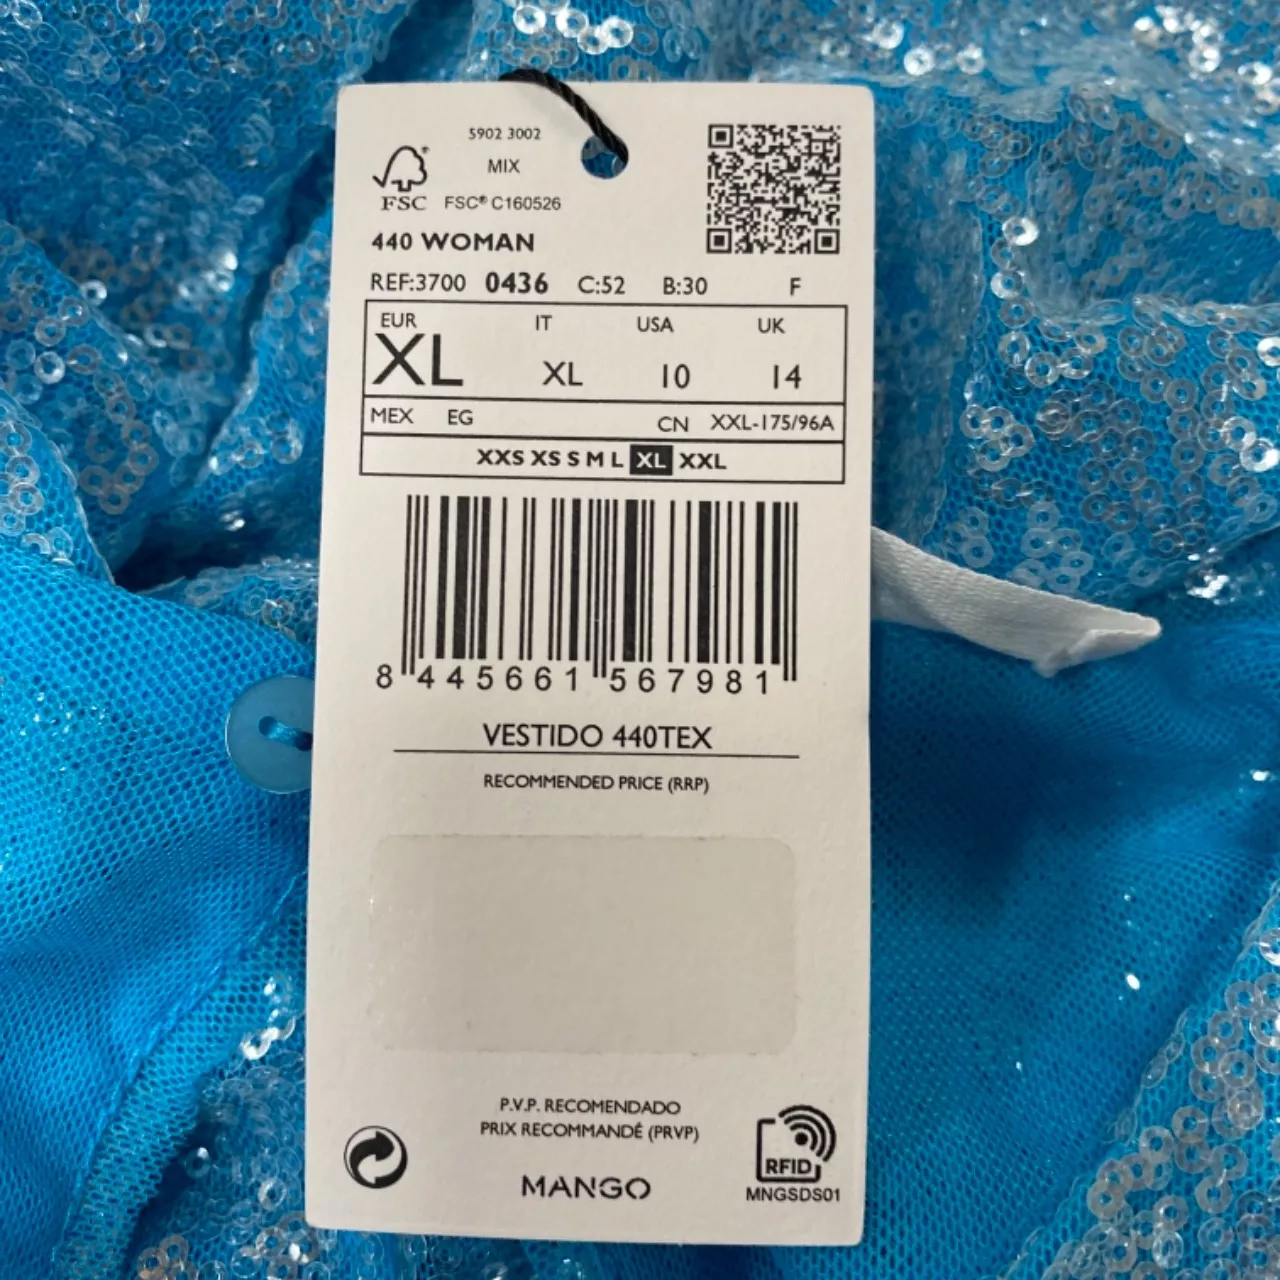 5902 3002
MIX
FSC FSC® C160526
440 WOMAN
REF:3700 0436 C:52 B:30 F
EUR IT USA UK
XL XL 10 14
MEX EG CN XXL-175/96A
XXS XS S M L XL XXL
8 445661 567981
VESTIDO 440TEX
RECOMMENDED PRICE (RRP)
P.V.P. RECOMENDADO
PRIX RECOMMANDÉ (PRVP)
MANGO
RFID
MNGSDS01